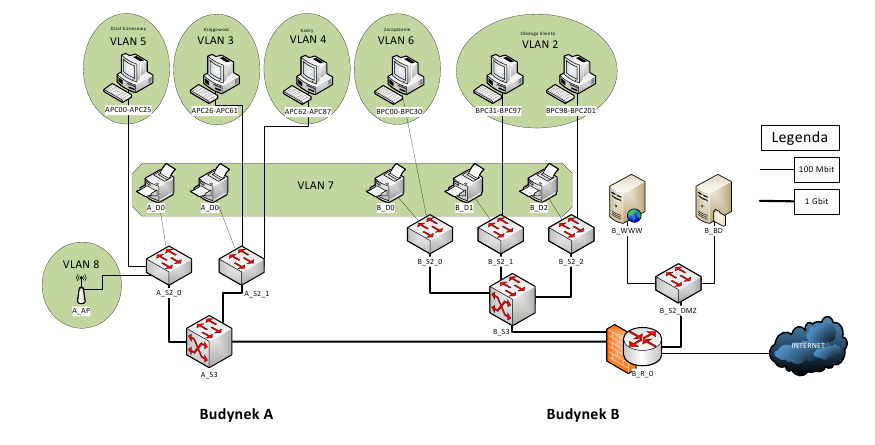 Dział biznesowy
VLAN 5
APC00-APC25
Księgowość
VLAN 3
APC26-APC61
Kadry
VLAN 4
APC62-APC87
Zarządzanie
VLAN 6
BPC00-BPC30
Obsługa klienta
VLAN 2
BPC31-BPC97
BPC98-BPC201
Legenda
100 Mbit
1 Gbit
VLAN 7
A_D0
A_D0
B_D0
B_D1
B_D2
B_WWW
B_BD
VLAN 8
A_AP
A_S2_0
A_S2_1
B_S2_0
B_S2_1
B_S2_2
B_S2_DMZ
A_S3
B_S3
B_R_0
INTERNET
Budynek A
Budynek B